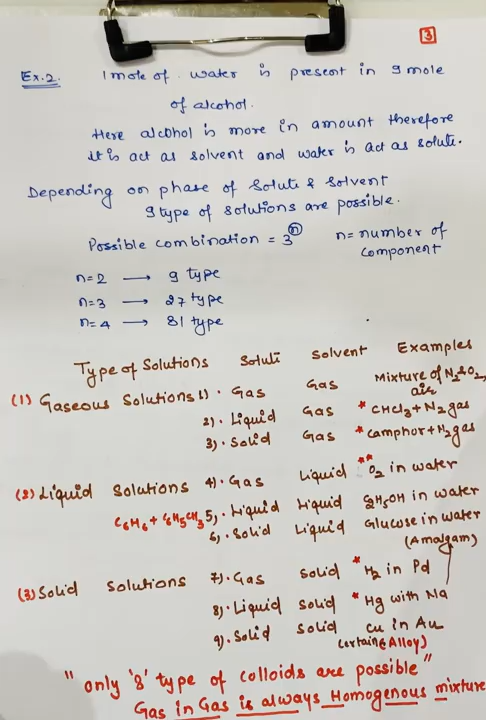 3
Ex.2. 1 mole of water is present in 9 mole
of alcohol.
Here alcohol is more in amount therefore
it is act as solvent and water is act as solute.
Depending on phase of solute & solvent
9 type of solutions are possible.
Possible combination = 3ⁿ n = number of component
n=2 → 9 type
n=3 → 27 type
n=4 → 81 type
Type of Solutions Solute Solvent Examples
(1) Gaseous Solutions 1). Gas Gas Mixture of N2 & O2, air
2). Liquid Gas *CHCl3 + N2 gas
3). Solid Gas *camphor + N2 gas
(2) Liquid Solutions 4). Gas Liquid **O2 in water
C6H6 + C6H5CH3 5). Liquid Liquid C2H5OH in water
6). Solid Liquid Glucose in water
(Amalgam)
(3) Solid Solutions 7). Gas solid *H2 in Pd
8). Liquid solid *Hg with Na
9). Solid solid Cu in Au
(Alloy)
"only '8' type of colloids are possible"
Gas in Gas is always Homogenous mixture